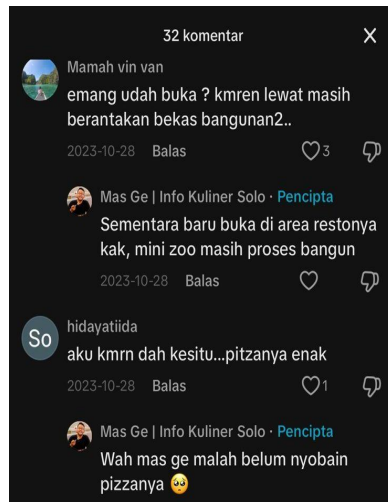 32 komentar
Mamah vin van
emang udah buka ? kmren lewat masih
berantakan bekas bangunan2..
2023-10-28 Balas 3
Mas Ge | Info Kuliner Solo · Pencipta
Sementara baru buka di area restonya
kak, mini zoo masih proses bangun
2023-10-28 Balas
So
hidayatiida
aku kmrn dah kesitu...pitzanya enak
2023-10-28 Balas 1
Mas Ge | Info Kuliner Solo · Pencipta
Wah mas ge malah belum nyobain
pizzanya 🥺